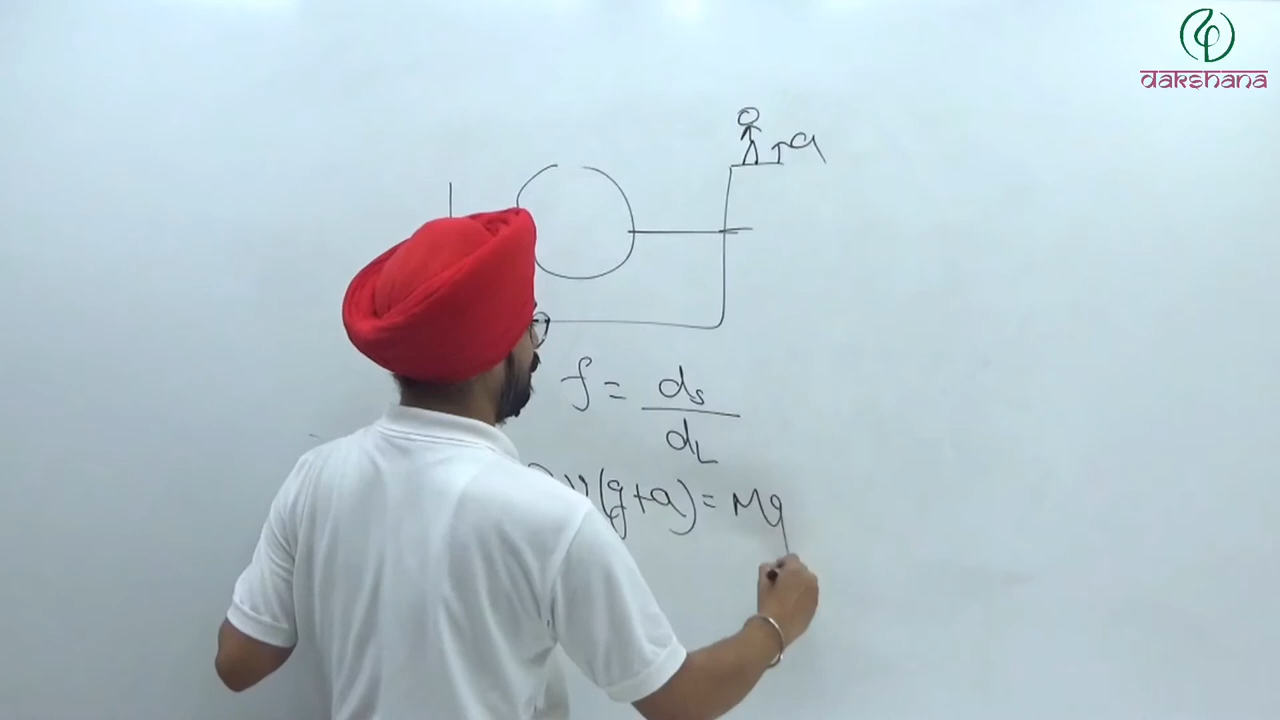 dakshana
a
f = ds
dL
(g+a) = Mg